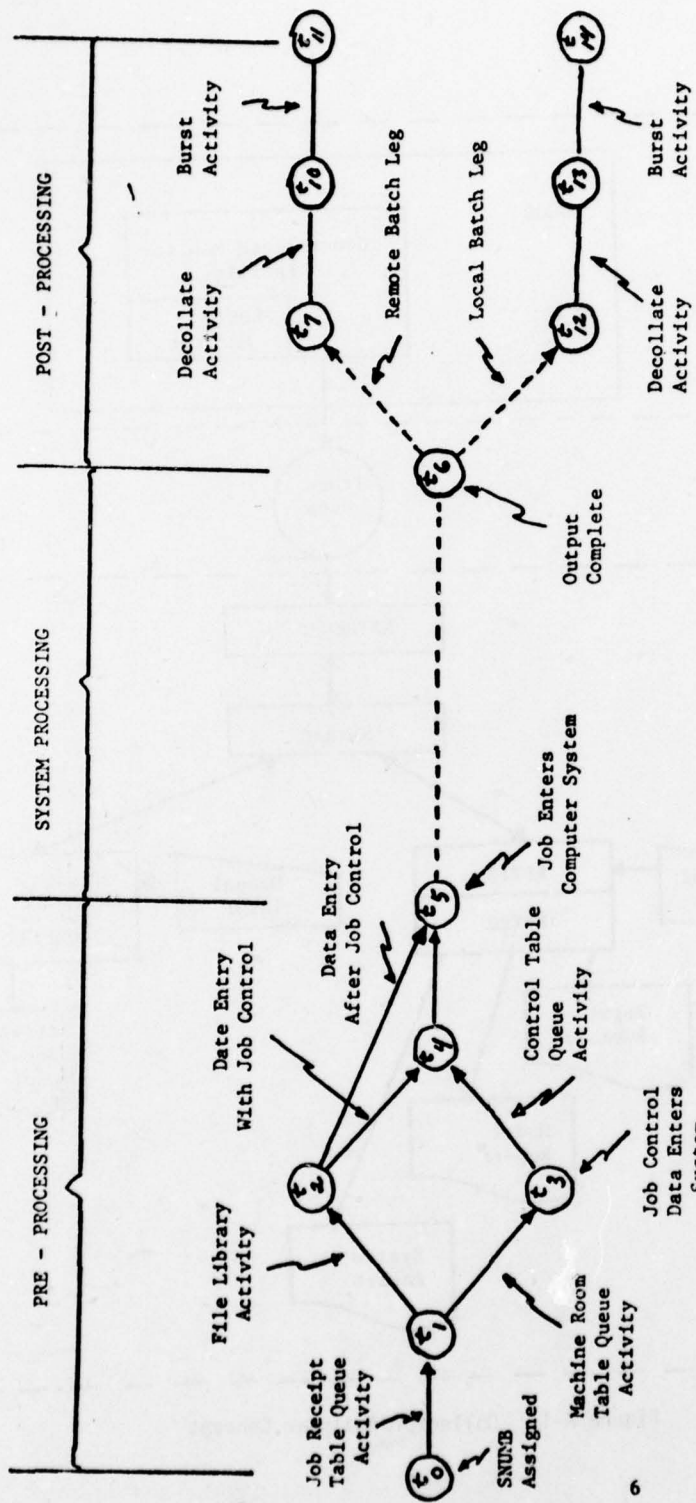 PRE - PROCESSING
SYSTEM PROCESSING
POST - PROCESSING
File Library
Activity
Date Entry
With Job Control
Data Entry
After Job Control
Decollate
Activity
Burst
Activity
Job Receipt
Table Queue
Activity
t0
t1
t2
t3
t4
t5
t6
t7
t10
t11
t12
t13
t14
Remote Batch Leg
Local Batch Leg
SNUMB
Assigned
Machine Room
Table Queue
Activity
Job Control
Data Enters
Control Table
Queue
Activity
Job Enters
Computer System
Output
Complete
Decollate
Activity
Burst
Activity
6